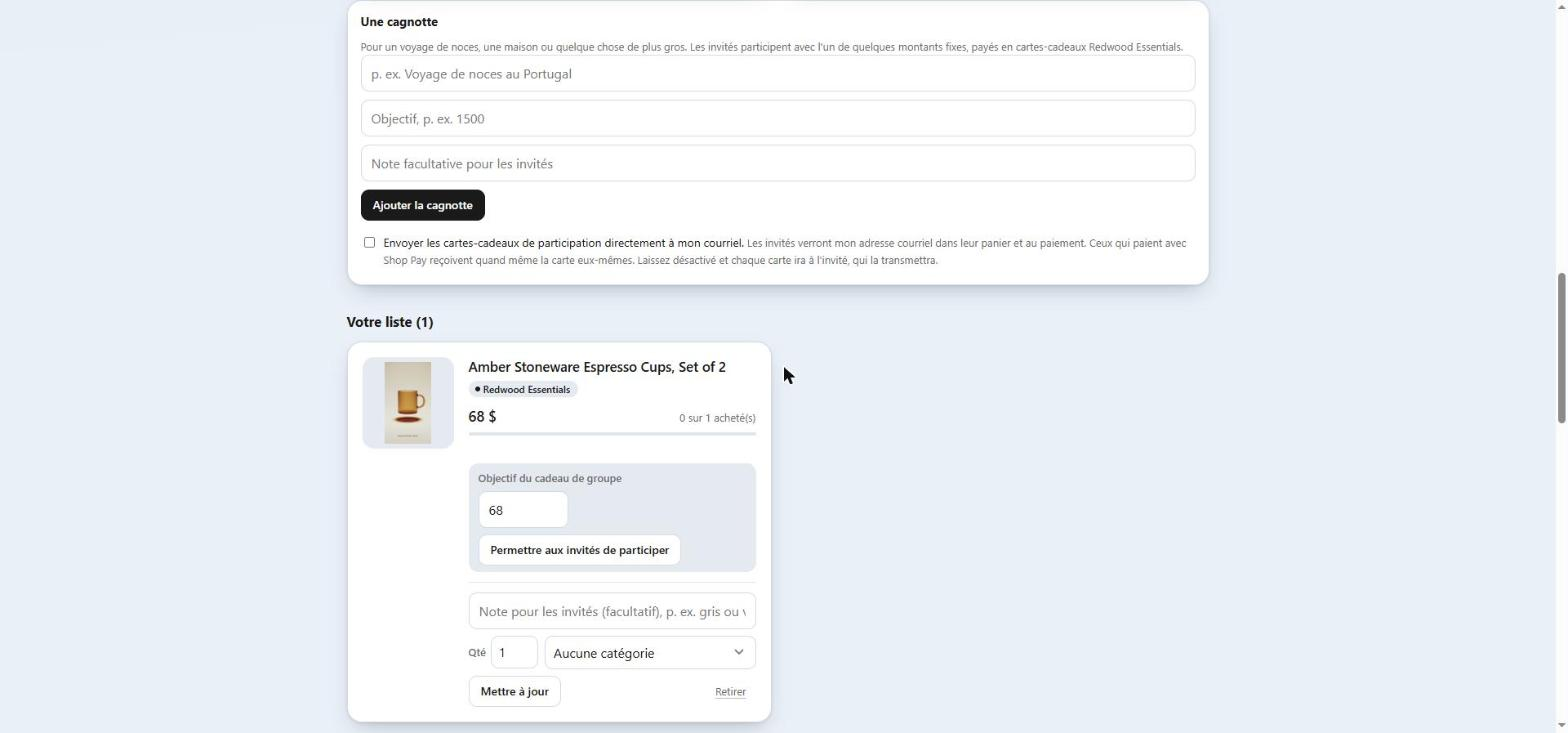 Une cagnotte
Pour un voyage de noces, une maison ou quelque chose de plus gros. Les invités participent avec l'un de quelques montants fixes, payés en cartes-cadeaux Redwood Essentials.
p. ex. Voyage de noces au Portugal
Objectif, p. ex. 1500
Note facultative pour les invités
Ajouter la cagnotte
Envoyer les cartes-cadeaux de participation directement à mon courriel. Les invités verront mon adresse courriel dans leur panier et au paiement. Ceux qui paient avec
Shop Pay reçoivent quand même la carte eux-mêmes. Laissez désactivé et chaque carte ira à l'invité, qui la transmettra.
Votre liste (1)
Amber Stoneware Espresso Cups, Set of 2
Redwood Essentials
68 $
0 sur 1 acheté(s)
Objectif du cadeau de groupe
68
Permettre aux invités de participer
Note pour les invités (facultatif), p. ex. gris ou
Qté
1
Aucune catégorie
Mettre à jour
Retirer